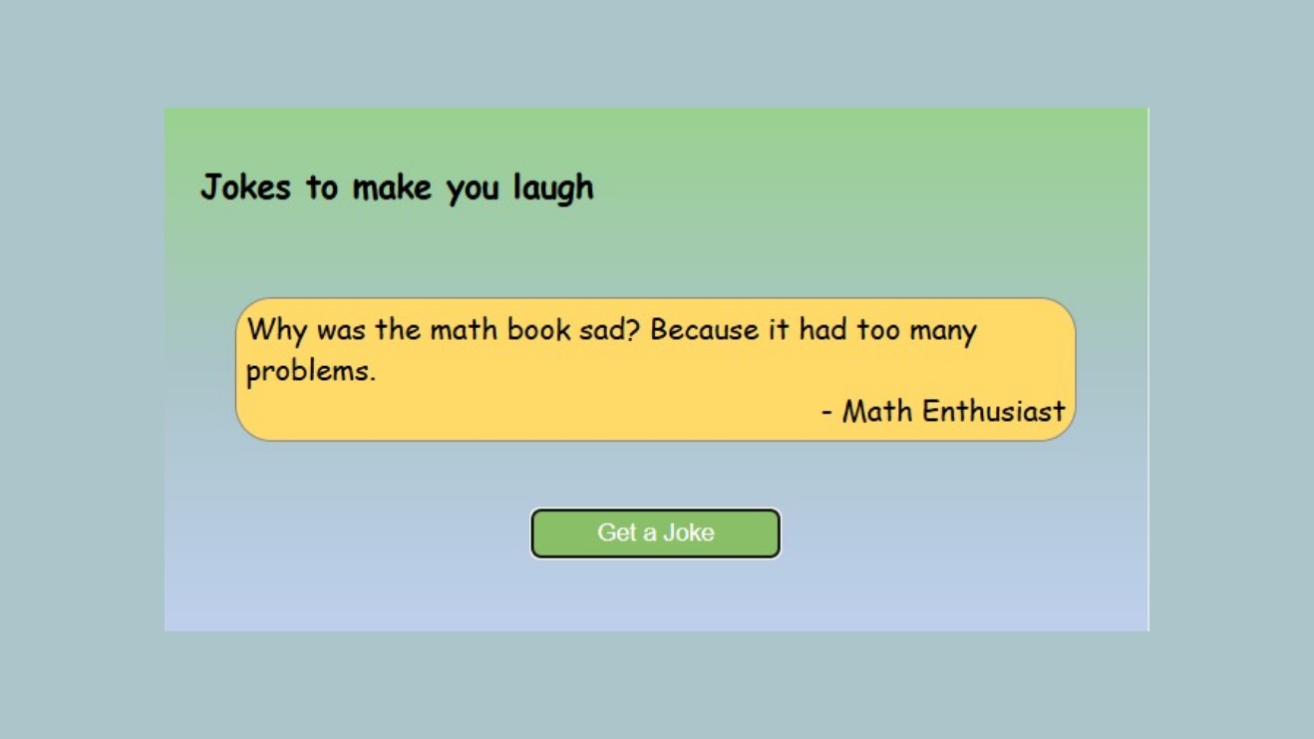 Jokes to make you laugh
Why was the math book sad? Because it had too many
problems.
- Math Enthusiast
Get a Joke